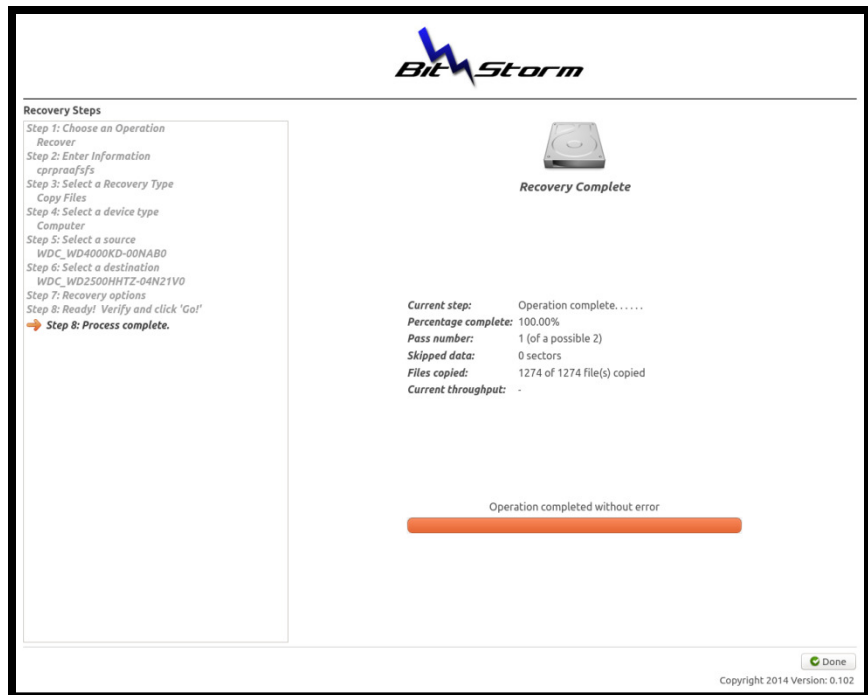 Bit Storm
Recovery Steps
Step 1: Choose an Operation
Recover
Step 2: Enter Information
cprpraafsfs
Step 3: Select a Recovery Type
Copy Files
Step 4: Select a device type
Computer
Step 5: Select a source
WDC_WD4000KD-00NAB0
Step 6: Select a destination
WDC_WD2500HHTZ-04N21V0
Step 7: Recovery options
Step 8: Ready! Verify and click 'Go!'
Step 8: Process complete.
Recovery Complete
Current step: Operation complete. . . . . .
Percentage complete: 100.00%
Pass number: 1 (of a possible 2)
Skipped data: 0 sectors
Files copied: 1274 of 1274 file(s) copied
Current throughput: -
Operation completed without error
Done
Copyright 2014 Version: 0.102